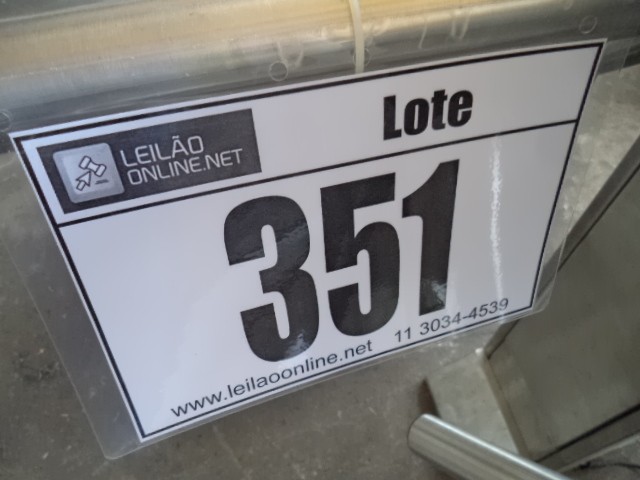 LEILÃO
ONLINE.NET
Lote
351
www.leilaoonline.net 11 3034-4539